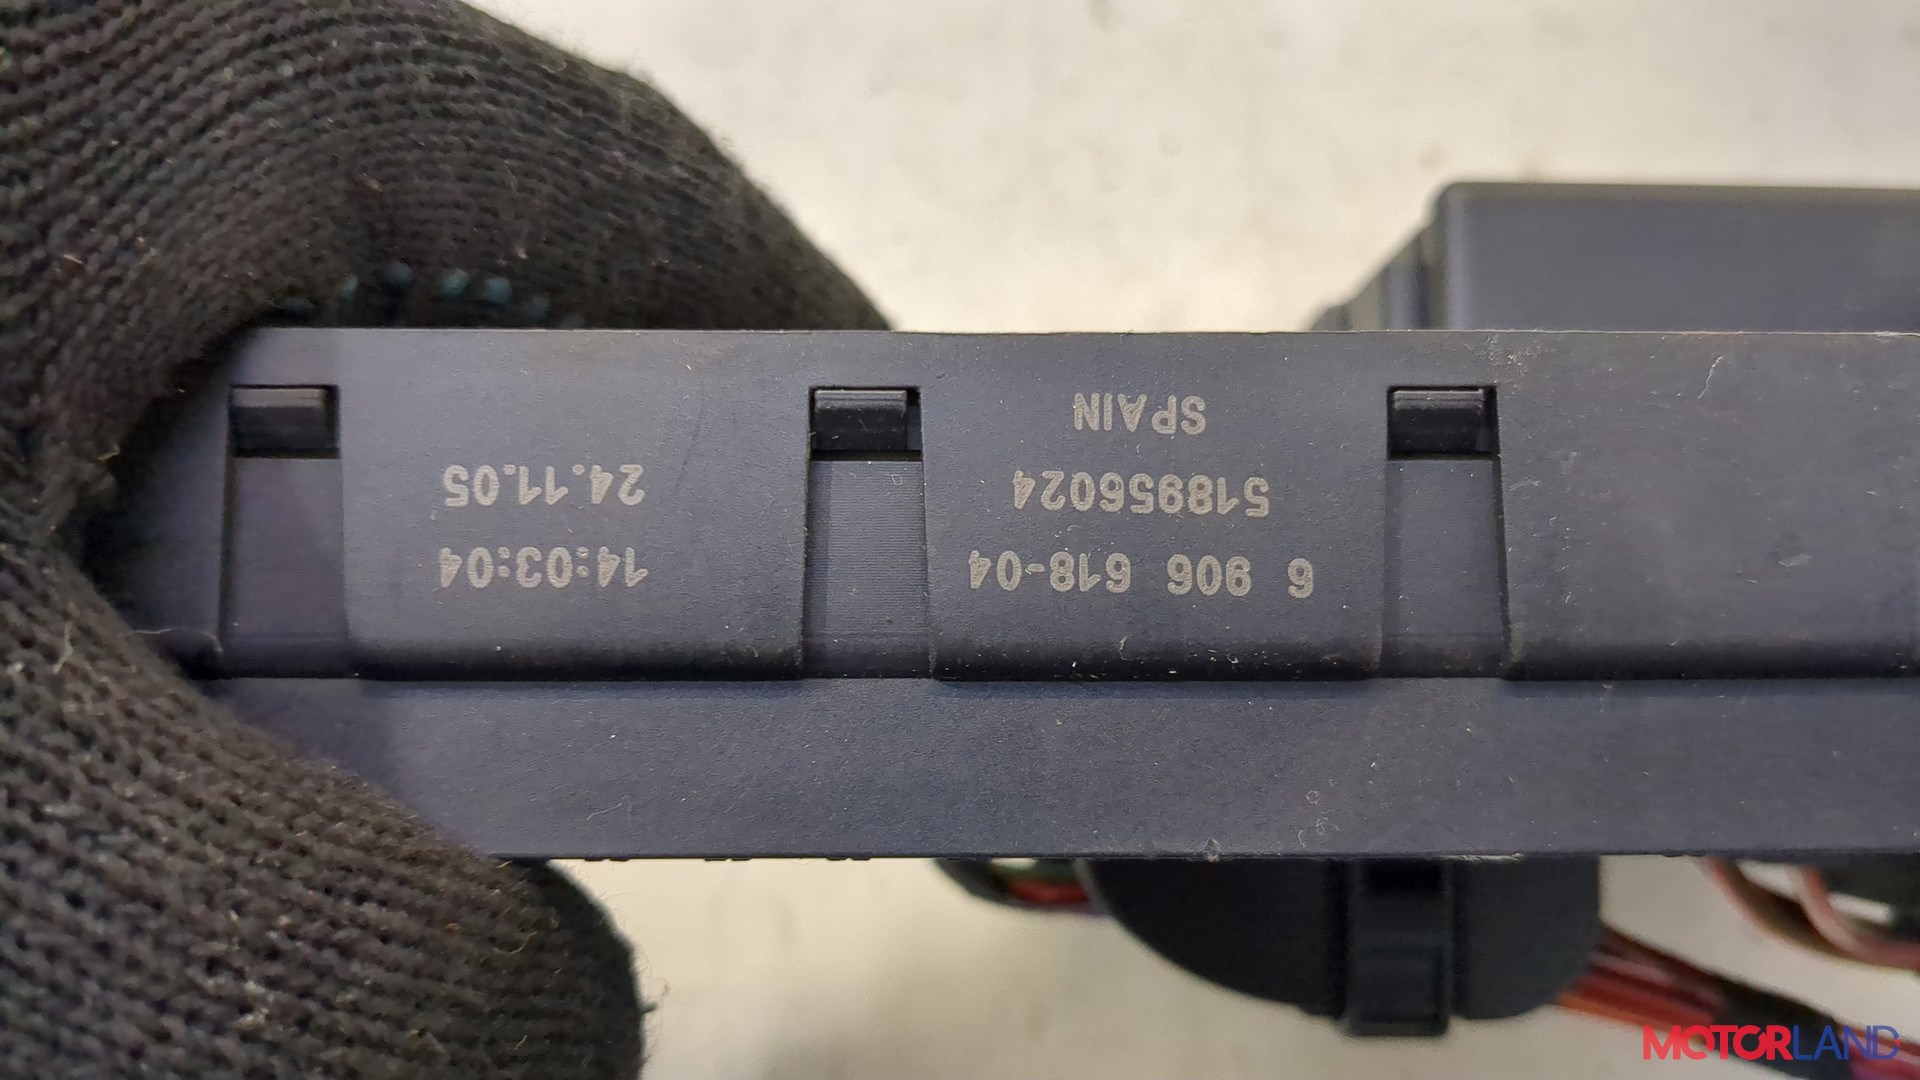 6 906 618-04
518956024
SPAIN
14:03:04
24.11.05
MOTORLAND